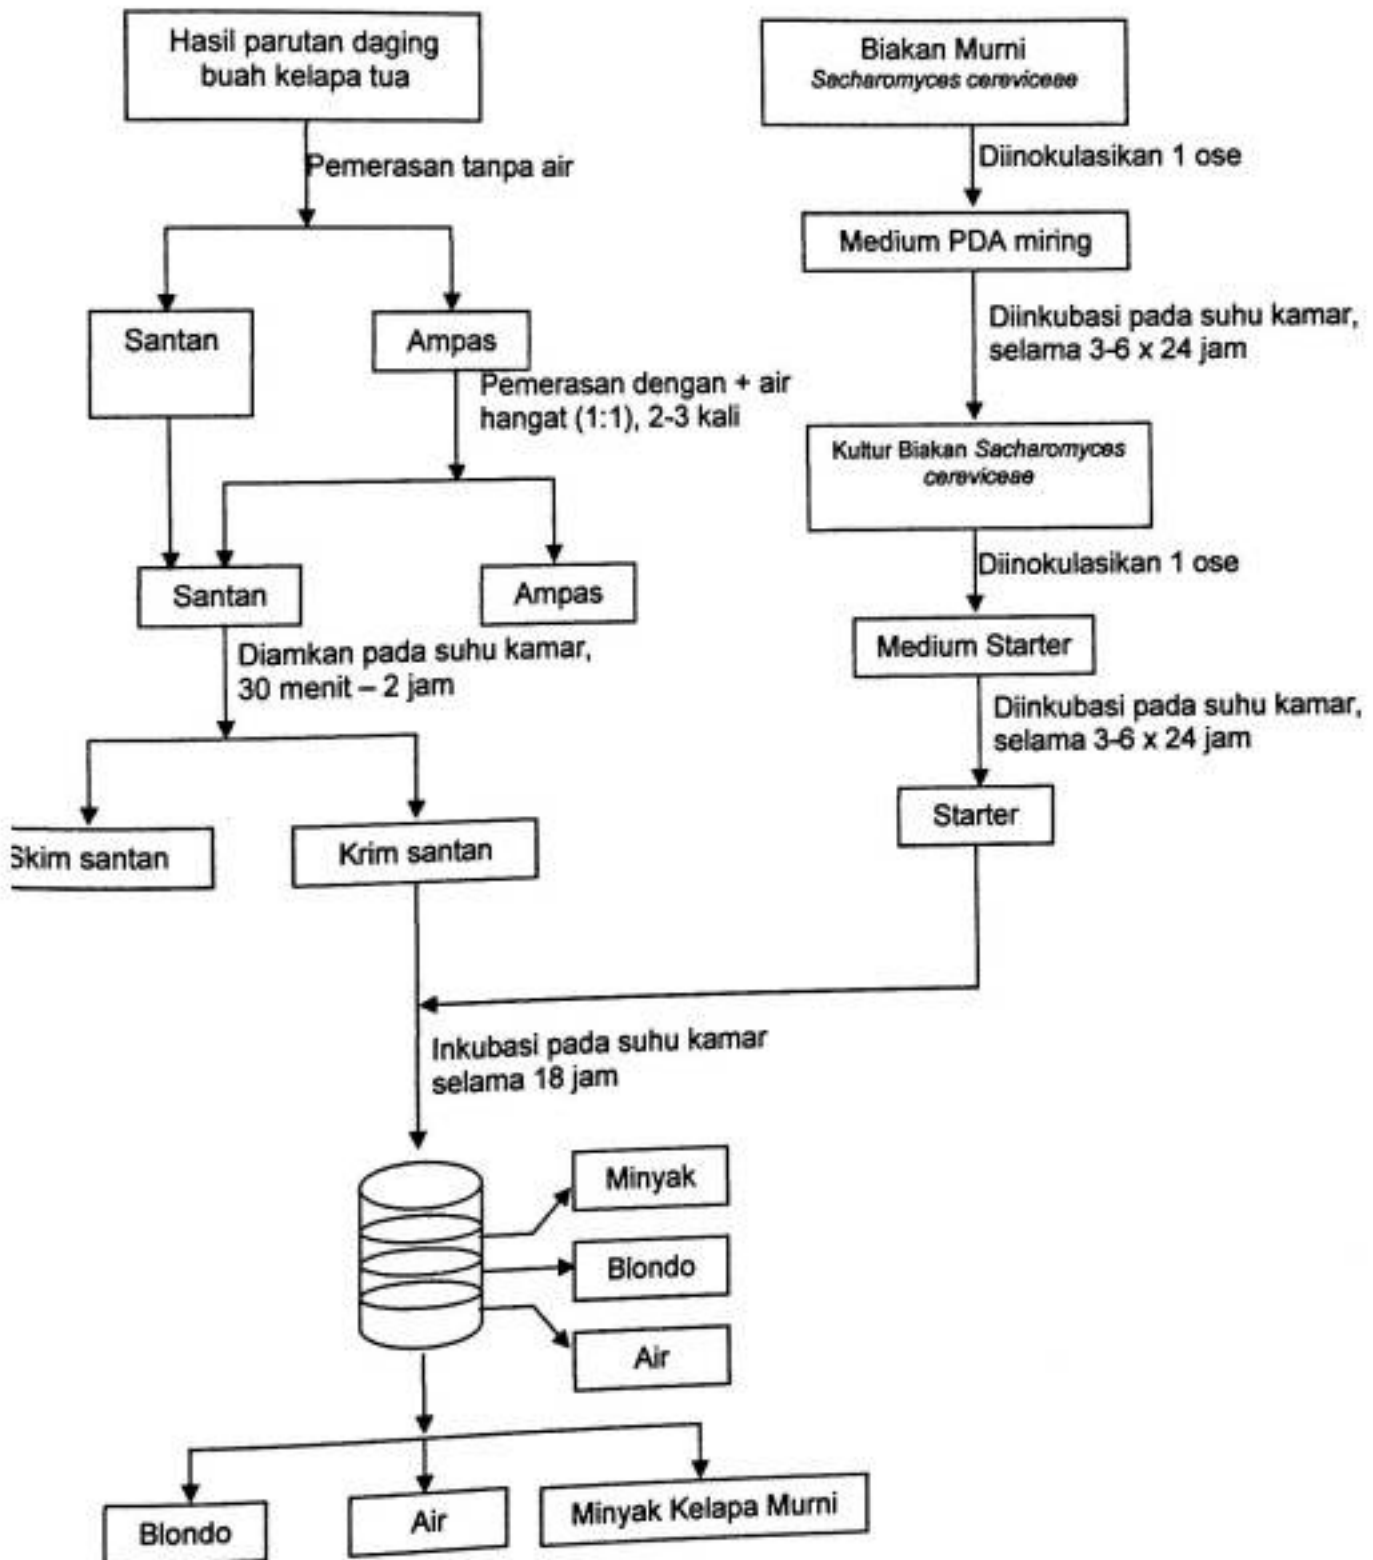 Hasil parutan daging
buah kelapa tua
Pemerasan tanpa air
Santan
Ampas
Pemerasan dengan + air
hangat (1:1), 2-3 kali
Santan
Ampas
Diamkan pada suhu kamar,
30 menit – 2 jam
Skim santan
Krim santan
Biakan Murni
Sacharomyces cereviceae
Diinokulasikan 1 ose
Medium PDA miring
Diinkubasi pada suhu kamar,
selama 3-6 x 24 jam
Kultur Biakan Sacharomyces
cereviceae
Diinokulasikan 1 ose
Medium Starter
Diinkubasi pada suhu kamar,
selama 3-6 x 24 jam
Starter
Inkubasi pada suhu kamar
selama 18 jam
Minyak
Blondo
Air
Blondo
Air
Minyak Kelapa Murni